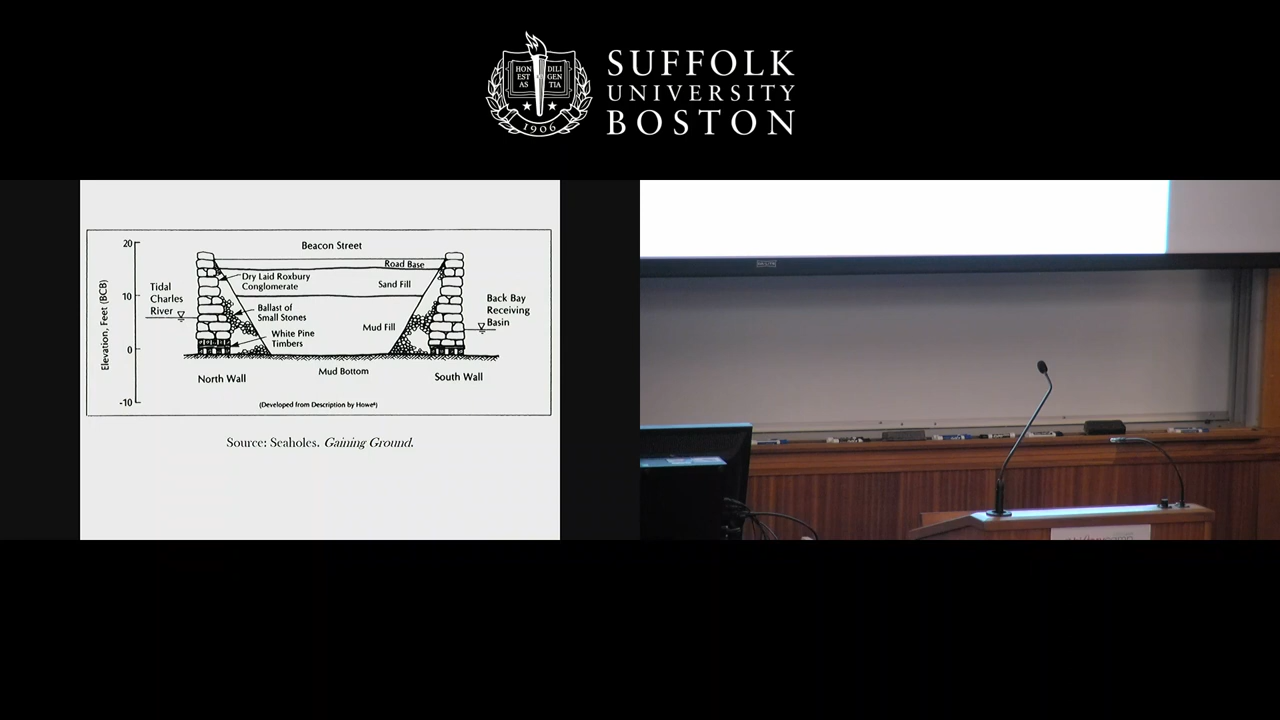 SUFFOLK
UNIVERSITY
BOSTON
HON
EST
AS
DILI
GEN
TIA
1906
20
10
0
-10
Elevation, Feet (BCB)
Beacon Street
Road Base
Dry Laid Roxbury
Conglomerate
Sand Fill
Tidal
Charles
River
Ballast of
Small Stones
Back Bay
Receiving
Basin
Mud Fill
White Pine
Timbers
Mud Bottom
North Wall
South Wall
(Developed from Description by Howe⁴)
Source: Seaholes. Gaining Ground.